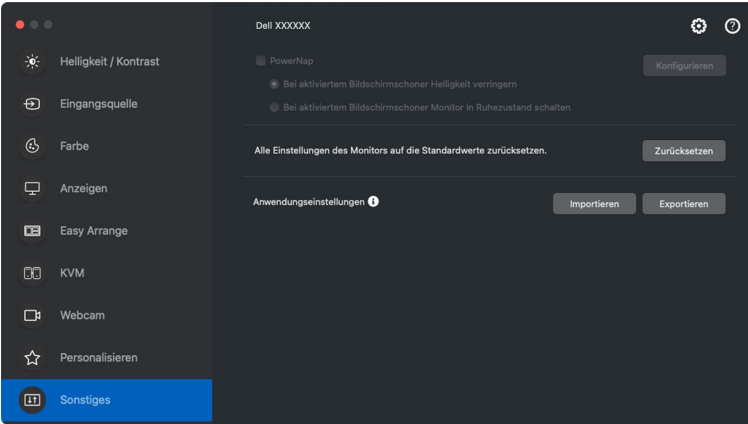 Dell XXXXXX
Helligkeit / Kontrast
Eingangsquelle
Farbe
Anzeigen
Easy Arrange
KVM
Webcam
Personalisieren
Sonstiges
PowerNap
Konfigurieren
Bei aktiviertem Bildschirmschoner Helligkeit verringern
Bei aktiviertem Bildschirmschoner Monitor in Ruhezustand schalten
Alle Einstellungen des Monitors auf die Standardwerte zurücksetzen.
Zurücksetzen
Anwendungseinstellungen
Importieren
Exportieren